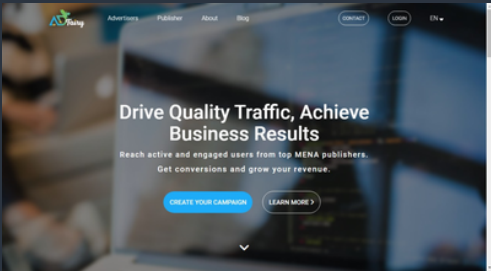 ADFairy
Advertisers Publisher About Blog CONTACT LOGIN EN
Drive Quality Traffic, Achieve
Business Results
Reach active and engaged users from top MENA publishers.
Get conversions and grow your revenue.
CREATE YOUR CAMPAIGN LEARN MORE >